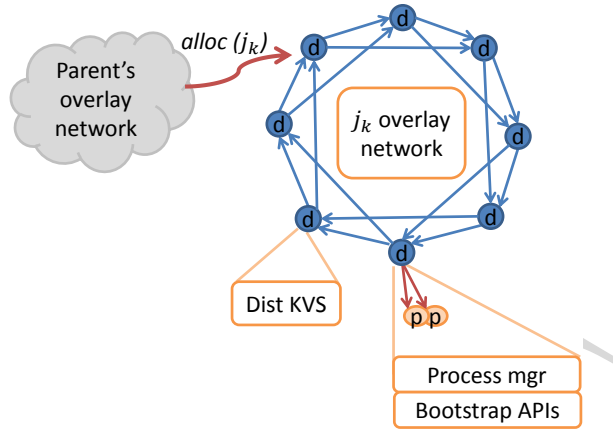 alloc (jₖ)
Parent's
overlay
network
d
d
d
d
d
d
d
d
jₖ overlay
network
Dist KVS
p p
Process mgr
Bootstrap APIs